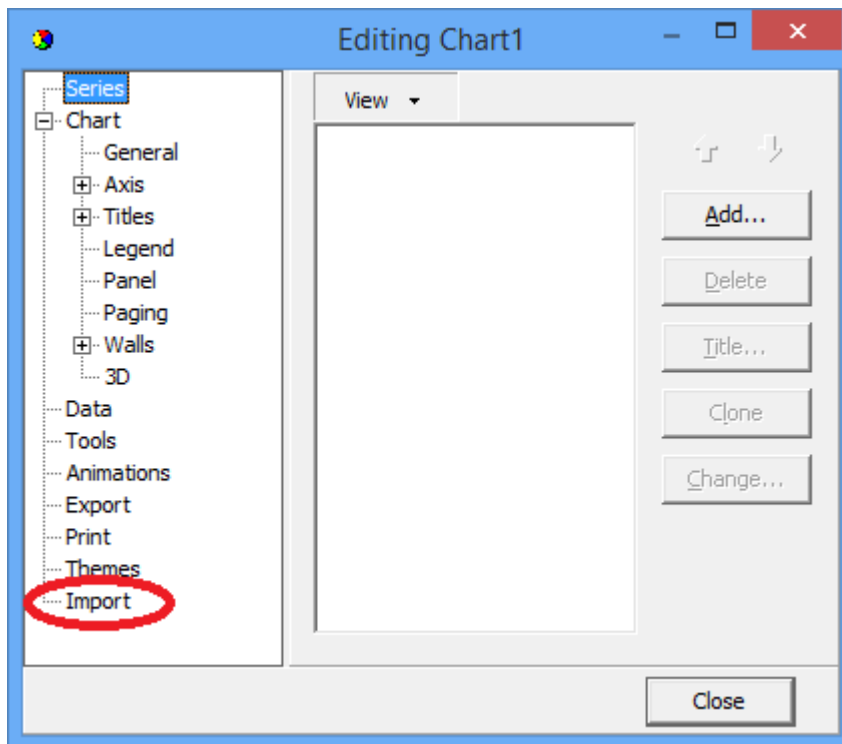 Editing Chart1
Series
Chart
General
Axis
Titles
Legend
Panel
Paging
Walls
3D
Data
Tools
Animations
Export
Print
Themes
Import
View
Add...
Delete
Title...
Clone
Change...
Close